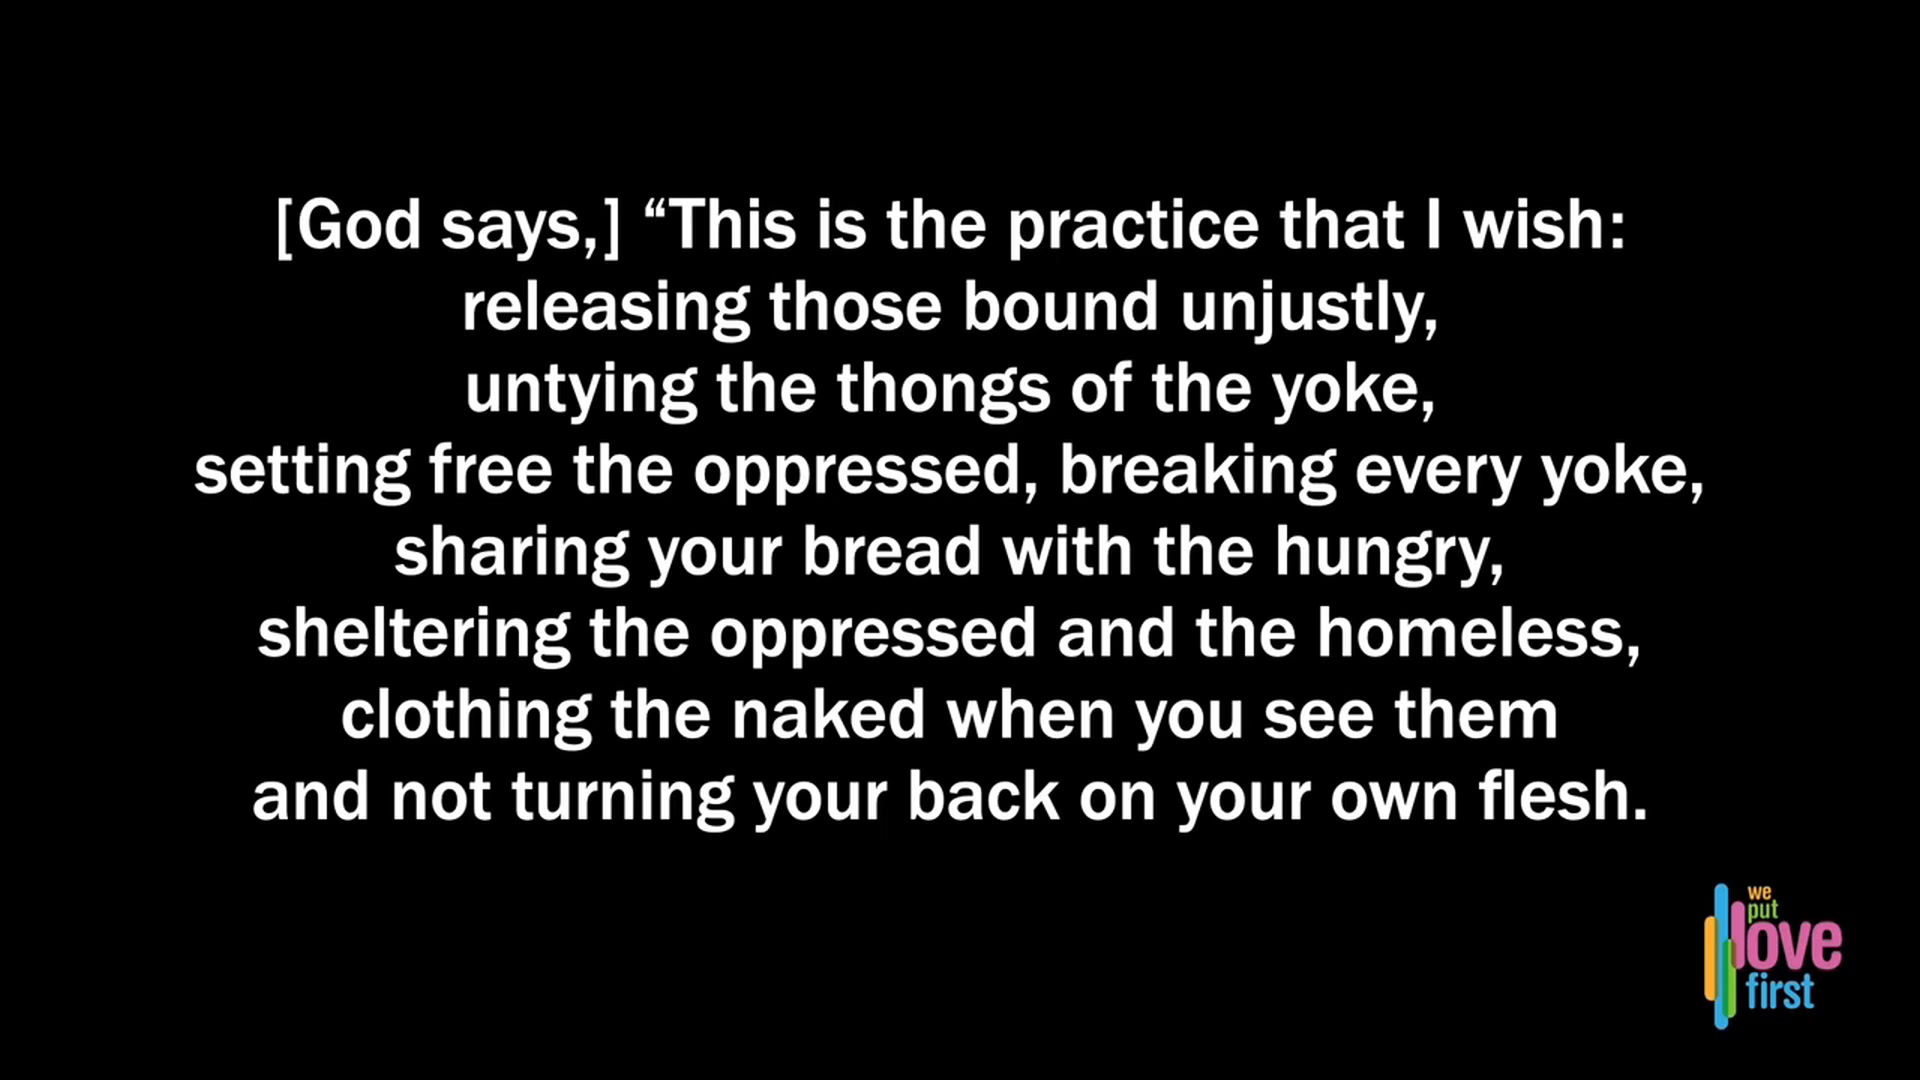 [God says,] “This is the practice that I wish:
releasing those bound unjustly,
untying the thongs of the yoke,
setting free the oppressed, breaking every yoke,
sharing your bread with the hungry,
sheltering the oppressed and the homeless,
clothing the naked when you see them
and not turning your back on your own flesh.
we
put
love
first